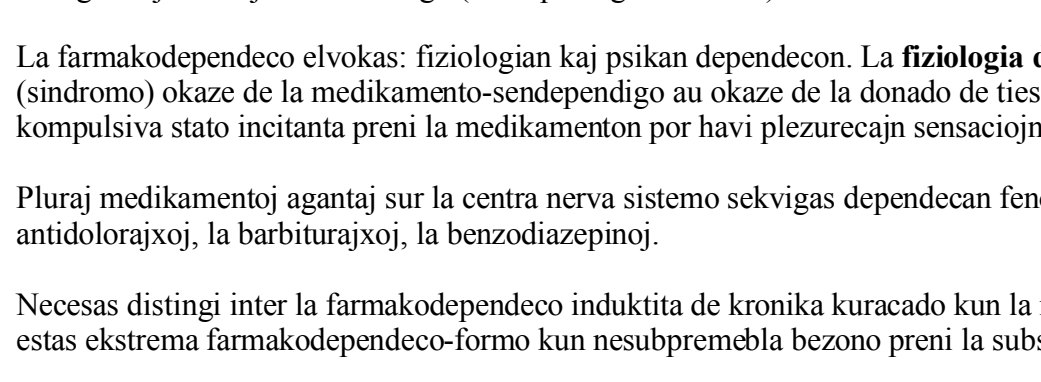 La farmakodependeco elvokas: fiziologian kaj psikan dependecon. La fiziologia
(sindromo) okaze de la medikamento-sendependigo au okaze de la donado de ties
kompulsiva stato incitanta preni la medikamenton por havi plezurecajn sensaciojn
Pluraj medikamentoj agantaj sur la centra nerva sistemo sekvigas dependecan
antidolorajxoj, la barbiturajxoj, la benzodiazepinoj.
Necesas distingi inter la farmakodependeco induktita de kronika kuracado kun la
estas ekstrema farmakodependeco-formo kun nesubpremebla bezono preni la